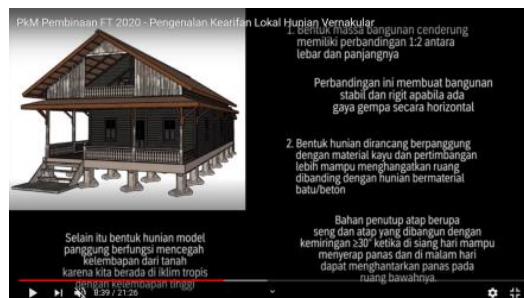 PkM Pembinaan FT 2020 - Pengenalan Kearifan Lokal Hunian Vernakular
1. Bentuk massa bangunan cenderung
memiliki perbandingan 1:2 antara
lebar dan panjangnya
Perbandingan ini membuat bangunan
stabil dan rigit apabila ada
gaya gempa secara horizontal
2. Bentuk hunian dirancang berpanggung
dengan material kayu dan pertimbangan
lebih mampu menghangatkan ruang
dibanding dengan hunian bermaterial
batu/beton
Selain itu bentuk hunian model
panggung berfungsi mencegah
kelembapan dari tanah
karena kita berada di iklim tropis
dengan kelembapan tinggi
Bahan penutup atap berupa
seng dan atap yang dibangun dengan
kemiringan ≥30° ketika di siang hari mampu
menyerap panas dan di malam hari
dapat menghantarkan panas pada
ruang bawahnya.
8:39 / 21:26